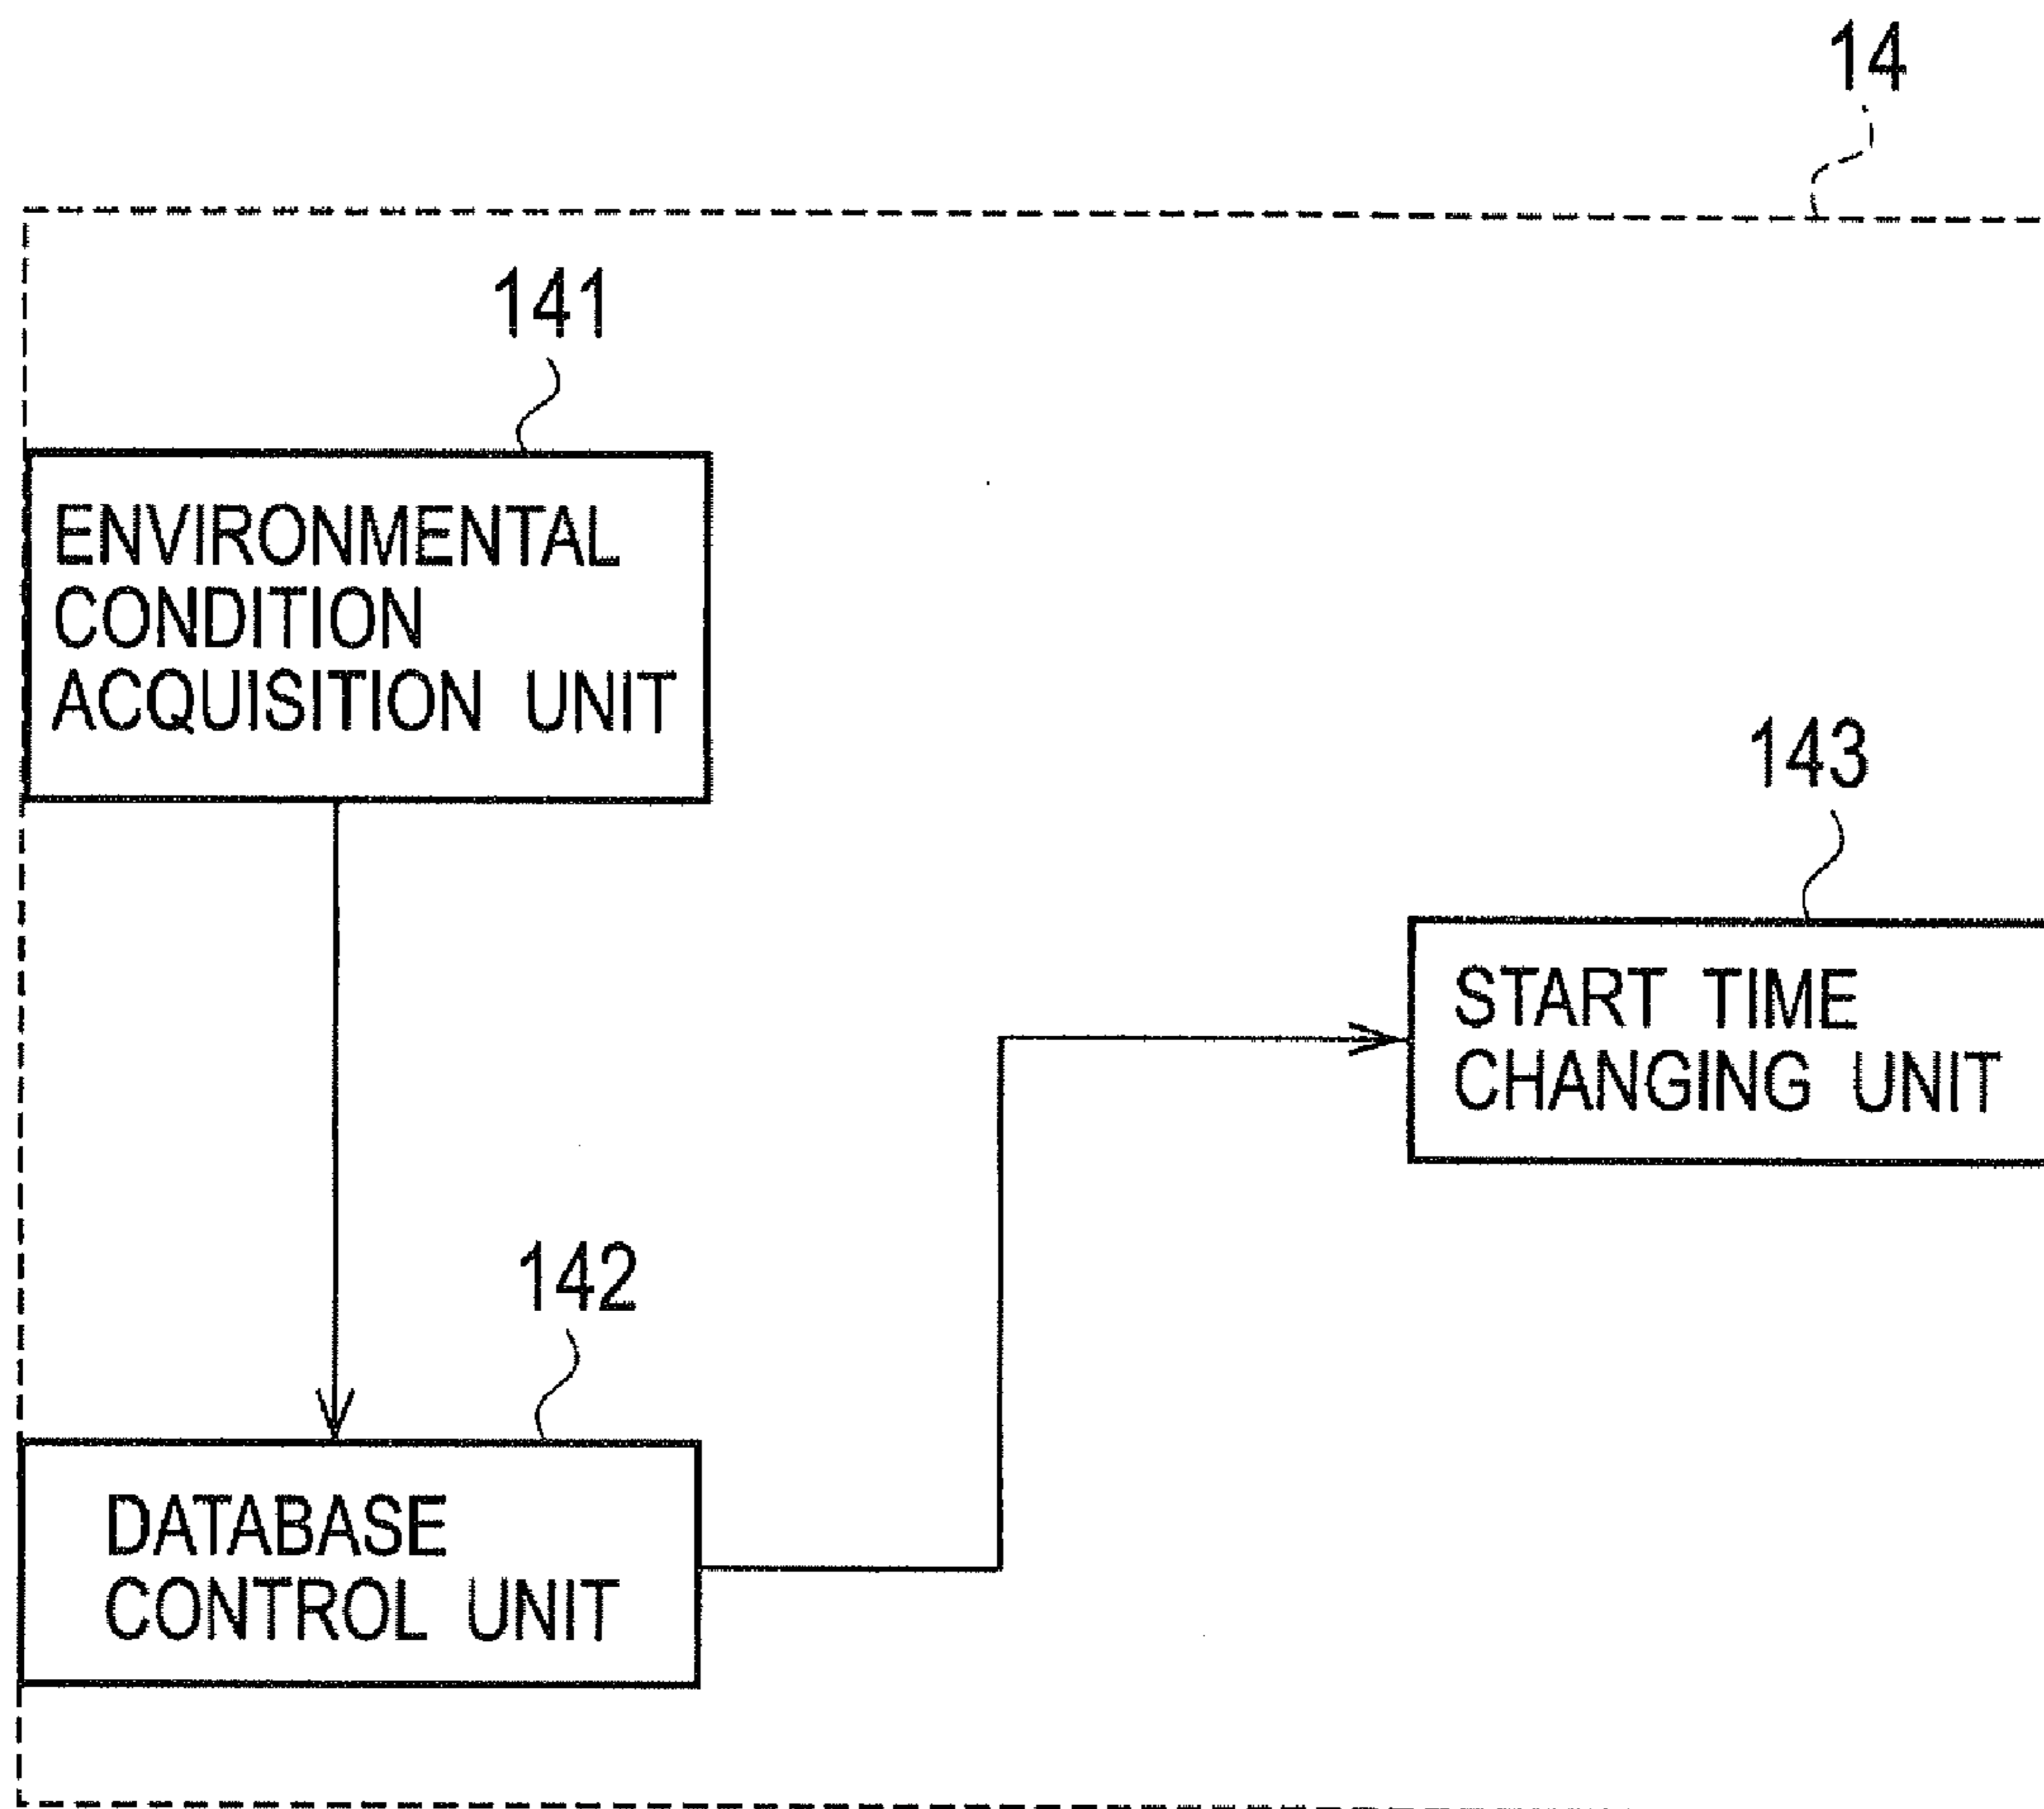 14
141
ENVIRONMENTAL
CONDITION
ACQUISITION UNIT
143
START TIME
CHANGING UNIT
142
DATABASE
CONTROL UNIT